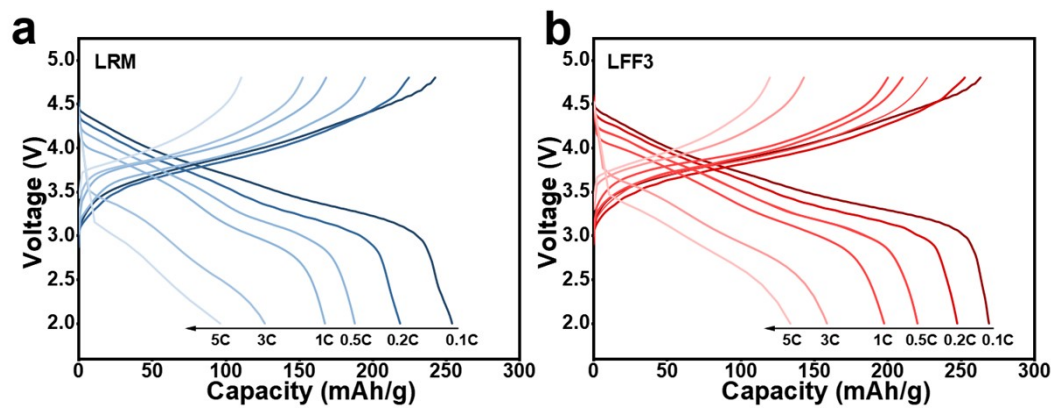 a
LRM
Voltage (V)
5.0
4.5
4.0
3.5
3.0
2.5
2.0
5C 3C 1C 0.5C 0.2C 0.1C
0 50 100 150 200 250 300
Capacity (mAh/g)
b
LFF3
Voltage (V)
5.0
4.5
4.0
3.5
3.0
2.5
2.0
5C 3C 1C 0.5C 0.2C 0.1C
0 50 100 150 200 250 300
Capacity (mAh/g)